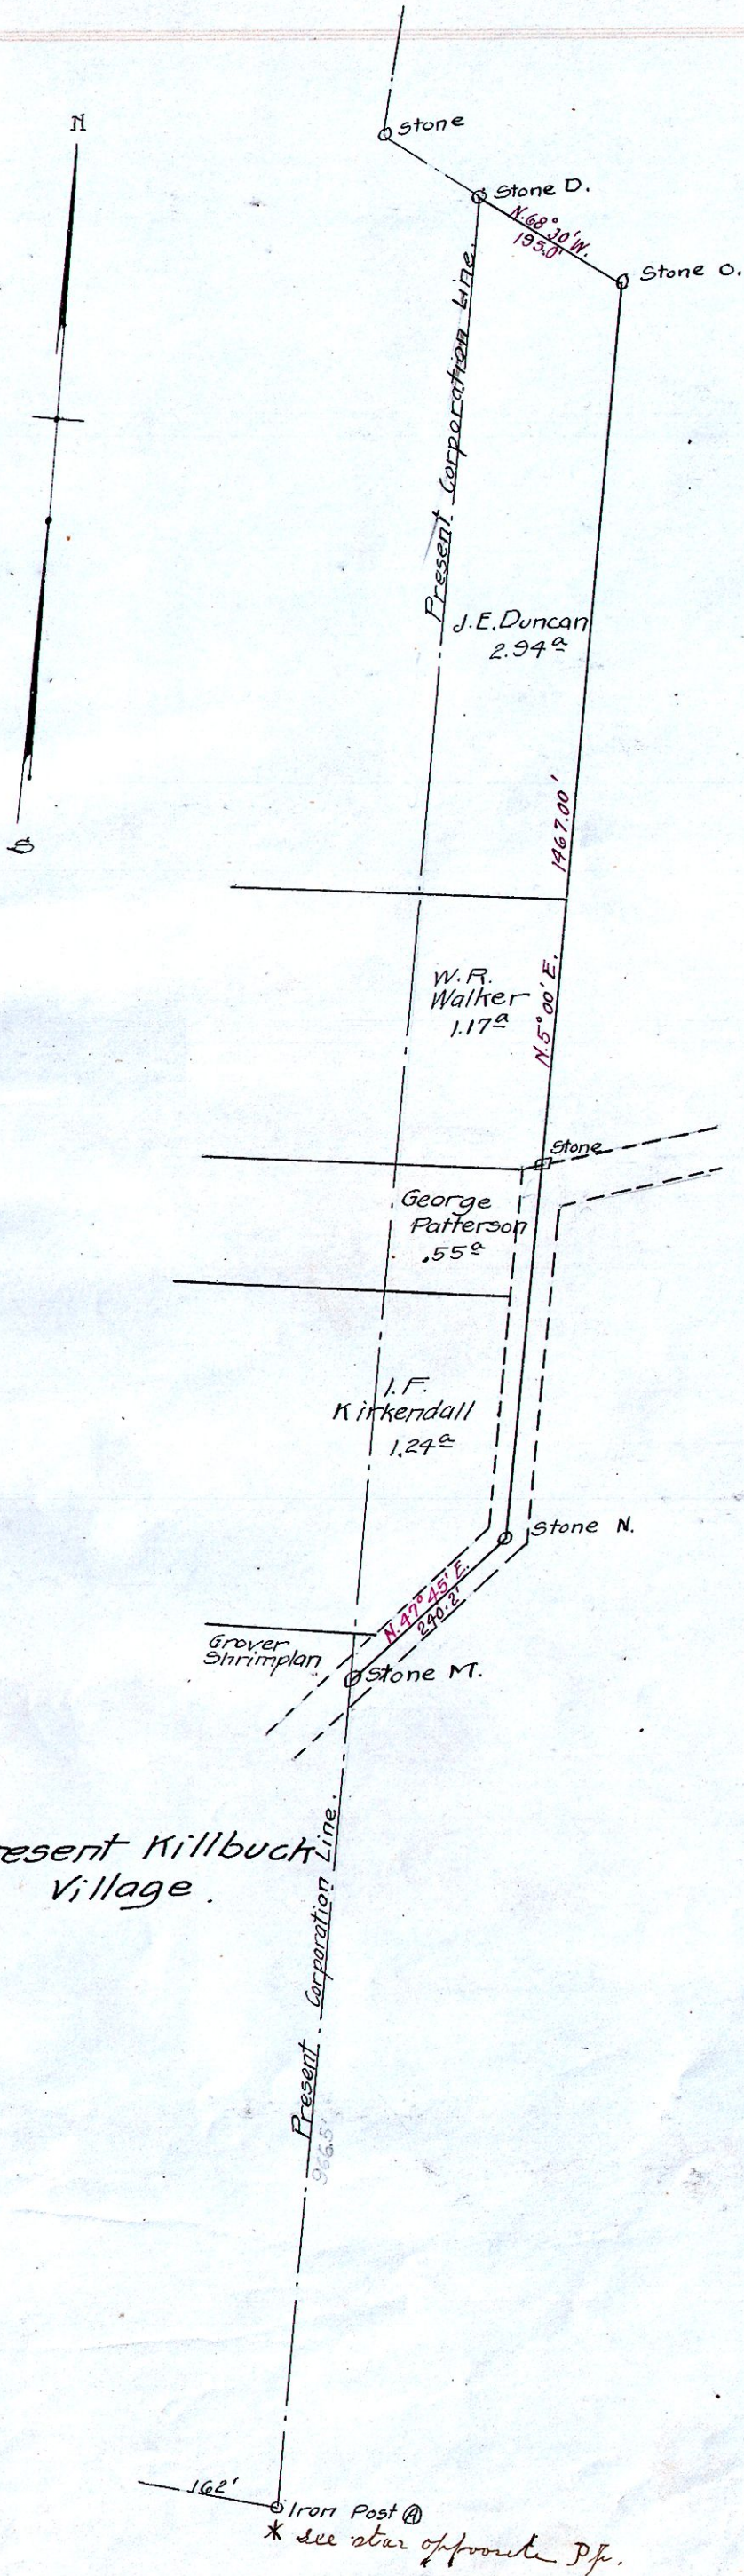 N
Stone
Stone D.
N.68°30'W.
195.0'
Stone O.
Present Corporation Line.
J.E.Duncan
2.94a
1467.00'
S
W.R.
Walker
1.17a
N.5°00'E.
Stone
George
Patterson
.55a
I.F.
Kirkendall
1.24a
Stone N.
N.47°45'E.
240.2'
Grover
Shrimplan
Stone M.
resent Killbuck
Village.
Present Corporation Line.
966.5'
162'
Iron Post A
* see star opposite Pg.